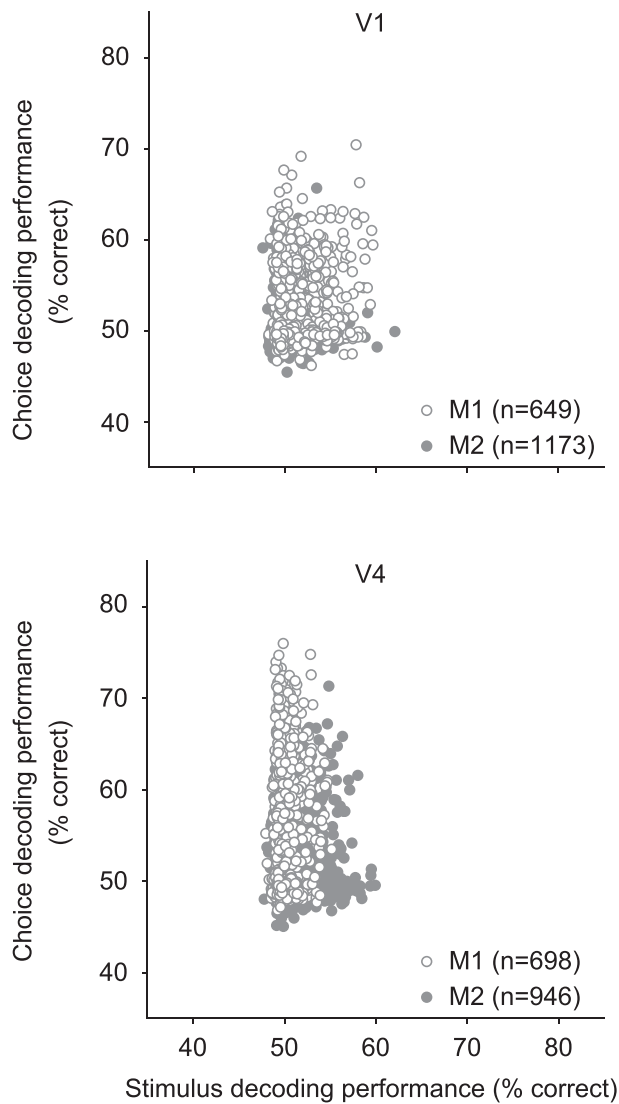 V1
80
70
60
50
40
Choice decoding performance
(% correct)
M1 (n=649)
M2 (n=1173)
V4
80
70
60
50
40
Choice decoding performance
(% correct)
M1 (n=698)
M2 (n=946)
40 50 60 70 80
Stimulus decoding performance (% correct)